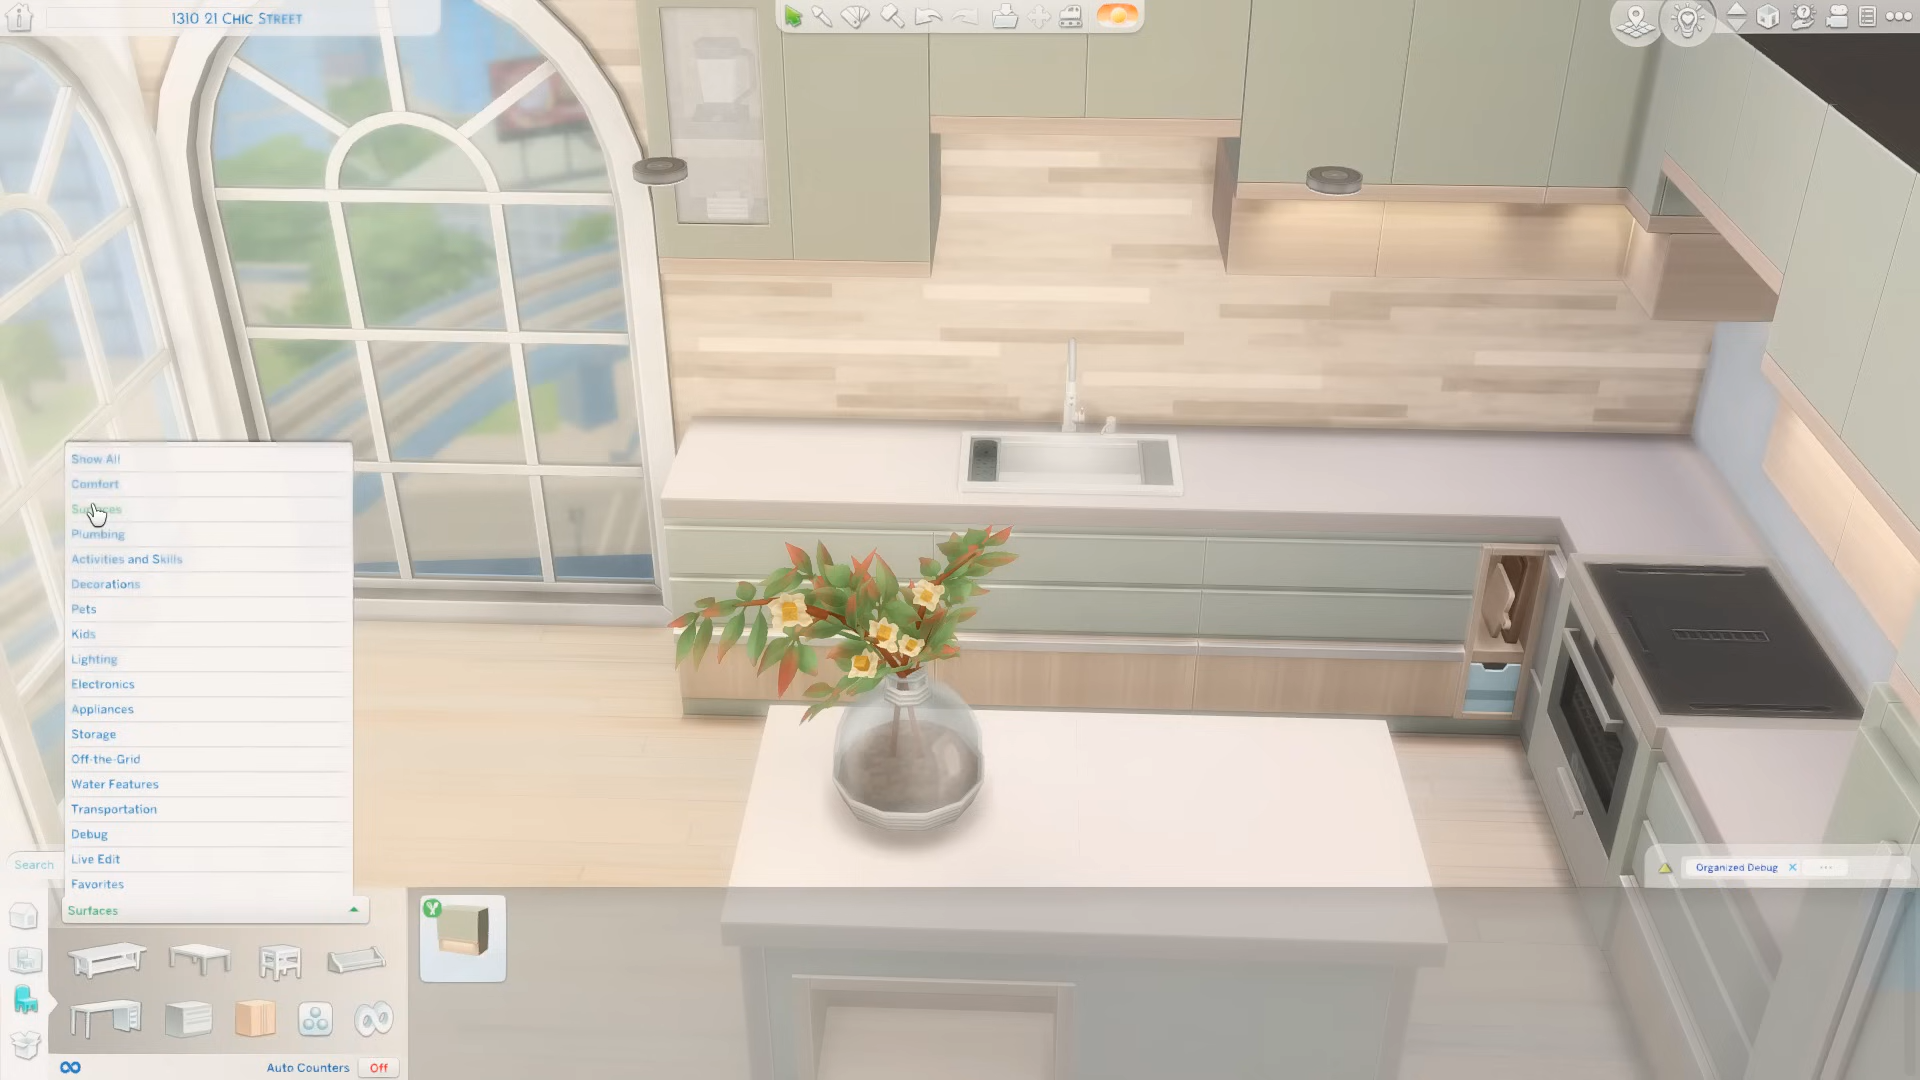 1310 21 Chic Street
Show All
Comfort
Surfaces
Plumbing
Activities and Skills
Decorations
Pets
Kids
Lighting
Electronics
Appliances
Storage
Off-the-Grid
Water Features
Transportation
Debug
Live Edit
Favorites
Search
Surfaces
Organized Debug
Auto Counters Off